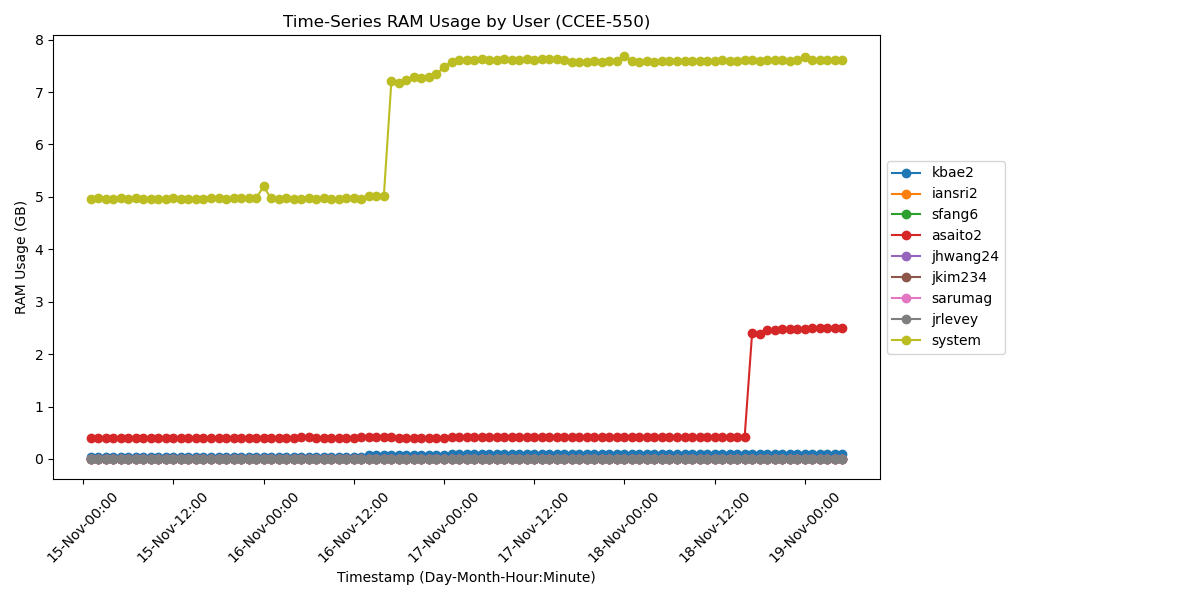 Time-Series RAM Usage by User (CCEE-550)
RAM Usage (GB)
8
7
6
5
4
3
2
1
0
15-Nov-00:00
15-Nov-12:00
16-Nov-00:00
16-Nov-12:00
17-Nov-00:00
17-Nov-12:00
18-Nov-00:00
18-Nov-12:00
19-Nov-00:00
Timestamp (Day-Month-Hour:Minute)
kbae2
iansri2
sfang6
asaito2
jhwang24
jkim234
sarumag
jrlevey
system